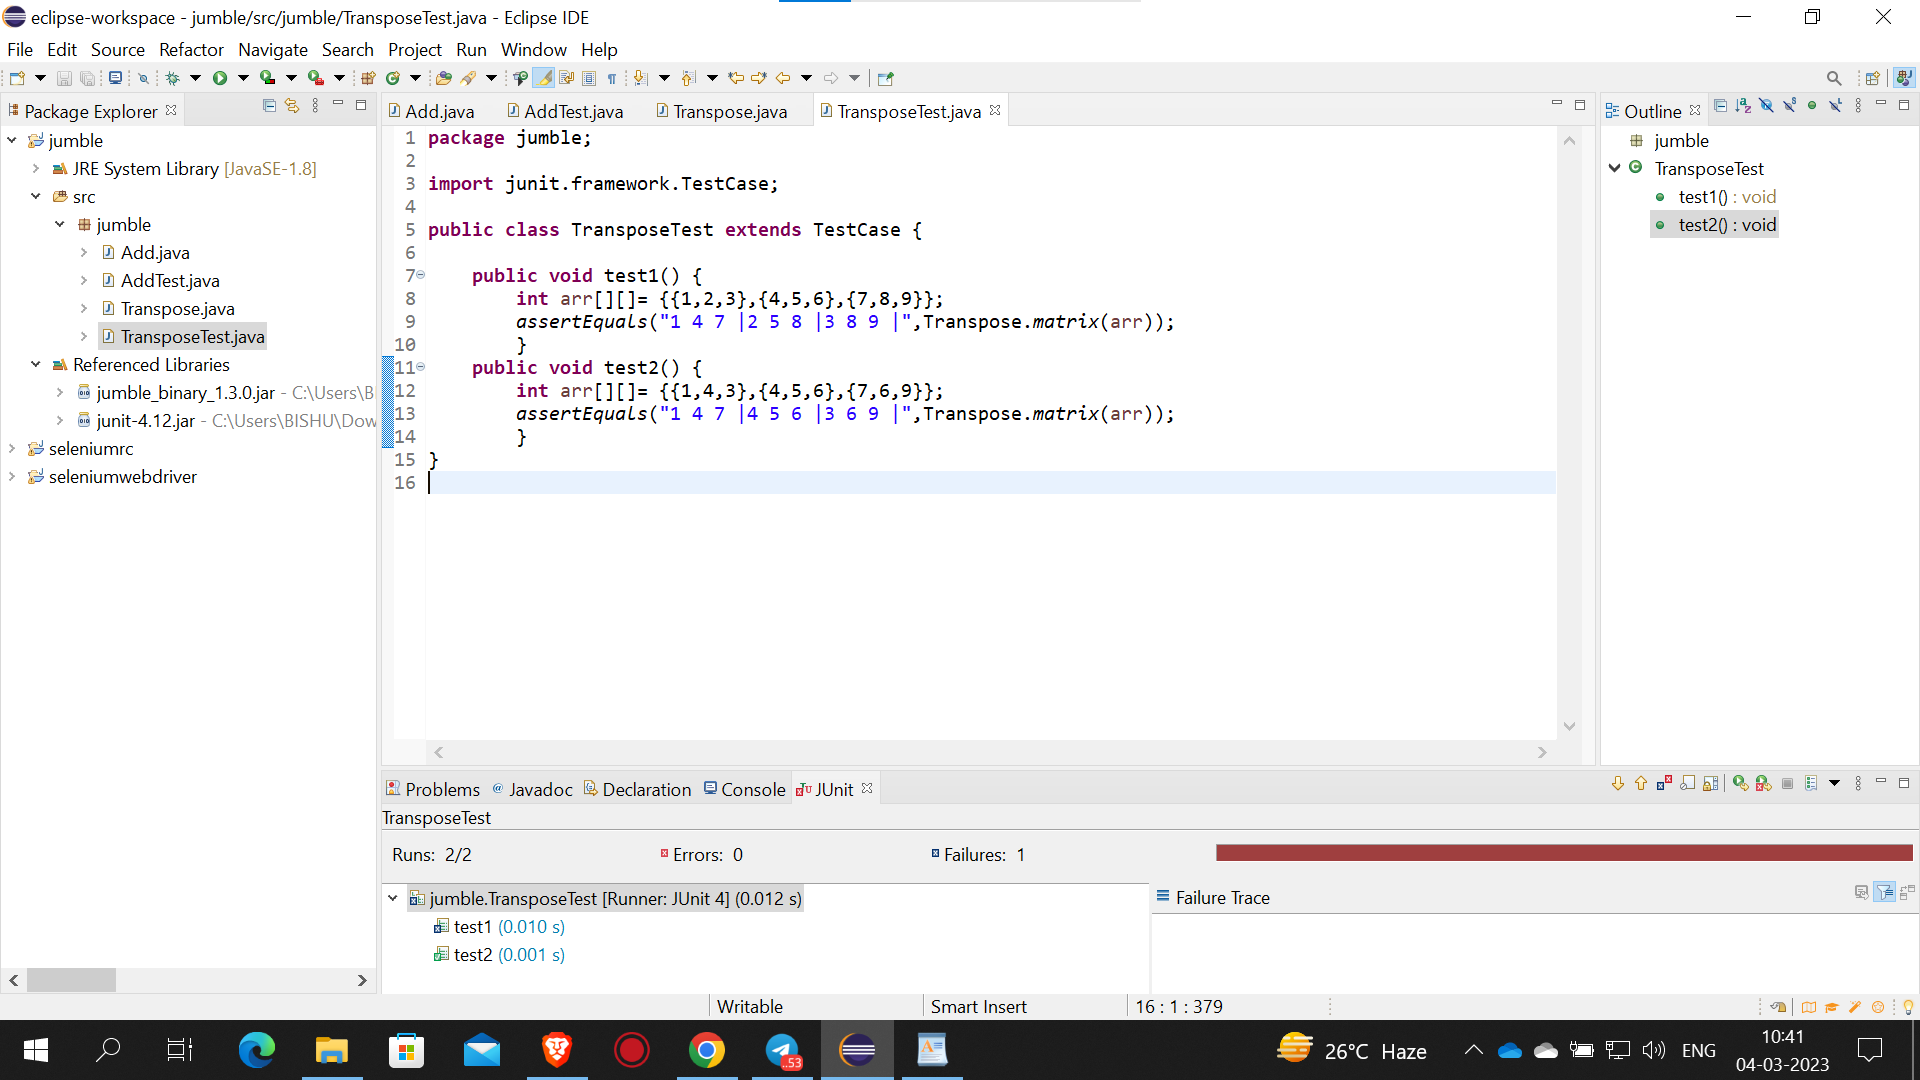 eclipse-workspace - jumble/src/jumble/TransposeTest.java - Eclipse IDE
File Edit Source Refactor Navigate Search Project Run Window Help
Package Explorer
jumble
JRE System Library [JavaSE-1.8]
src
jumble
Add.java
AddTest.java
Transpose.java
TransposeTest.java
Referenced Libraries
jumble_binary_1.3.0.jar - C:\Users\B
junit-4.12.jar - C:\Users\BISHU\Dow
seleniumrc
seleniumwebdriver
Add.java AddTest.java Transpose.java TransposeTest.java
1 package jumble;
2
3 import junit.framework.TestCase;
4
5 public class TransposeTest extends TestCase {
6
7 public void test1() {
8 int arr[][]= {{1,2,3},{4,5,6},{7,8,9}};
9 assertEquals("1 4 7 |2 5 8 |3 8 9 |",Transpose.matrix(arr));
10 }
11 public void test2() {
12 int arr[][]= {{1,4,3},{4,5,6},{7,6,9}};
13 assertEquals("1 4 7 |4 5 6 |3 6 9 |",Transpose.matrix(arr));
14 }
15 }
16
Outline
jumble
TransposeTest
test1() : void
test2() : void
Problems @ Javadoc Declaration Console JUnit
TransposeTest
Runs: 2/2 Errors: 0 Failures: 1
jumble.TransposeTest [Runner: JUnit 4] (0.012 s)
test1 (0.010 s)
test2 (0.001 s)
Failure Trace
Writable Smart Insert 16 : 1 : 379
..53
26°C Haze
ENG
10:41
04-03-2023